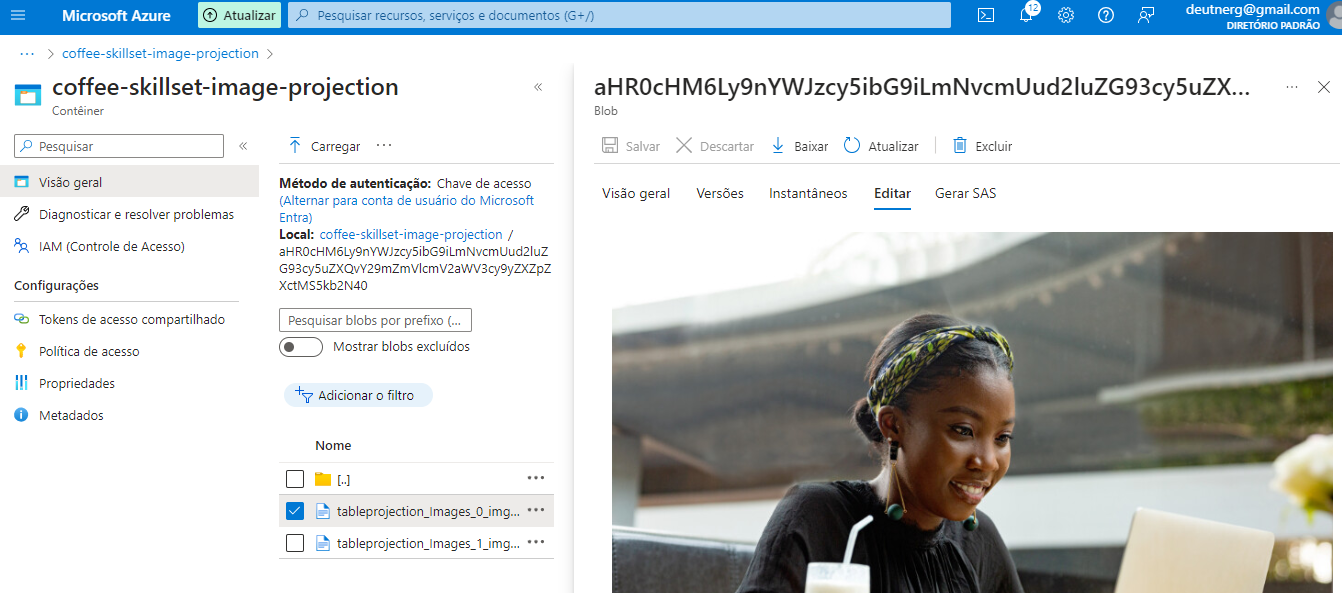 Microsoft Azure
Atualizar
Pesquisar recursos, serviços e documentos (G+/)
12
deutnerg@gmail.com
DIRETÓRIO PADRÃO
... > coffee-skillset-image-projection >
coffee-skillset-image-projection
Contêiner
Pesquisar
Visão geral
Diagnosticar e resolver problemas
IAM (Controle de Acesso)
Configurações
Tokens de acesso compartilhado
Política de acesso
Propriedades
Metadados
Carregar ...
Método de autenticação: Chave de acesso
(Alternar para conta de usuário do Microsoft
Entra)
Local: coffee-skillset-image-projection /
aHR0cHM6Ly9nYWJzcy5ibG9iLmNvcmUud2luZ
G93cy5uZXQvY29mZmVlcmV2aWV3cy9yZXZpZ
XctMS5kb2N40
Pesquisar blobs por prefixo (...
Mostrar blobs excluídos
Adicionar o filtro
Nome
[..]
tableprojection_Images_0_img...
tableprojection_Images_1_img...
aHR0cHM6Ly9nYWJzcy5ibG9iLmNvcmUud2luZG93cy5uZX...
Blob
Salvar
Descartar
Baixar
Atualizar
Excluir
Visão geral
Versões
Instantâneos
Editar
Gerar SAS